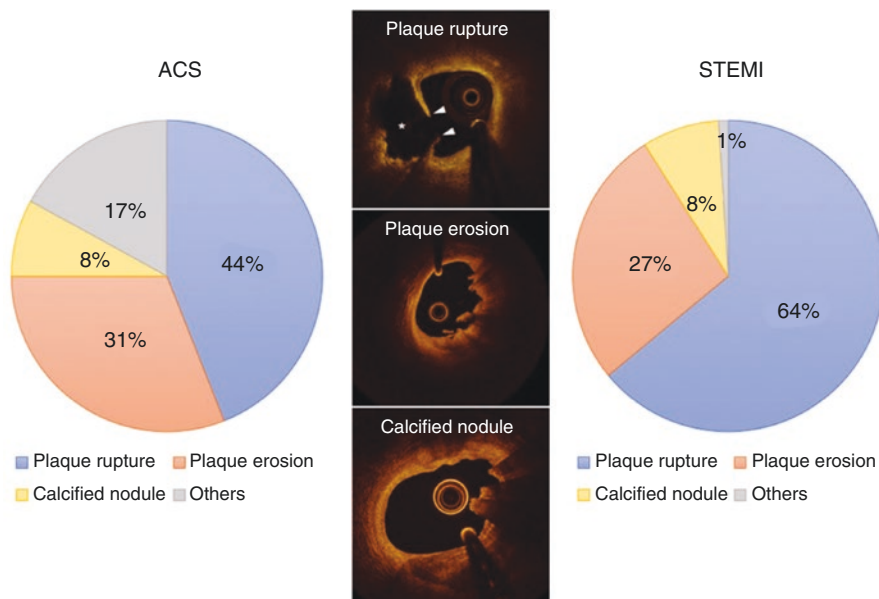 ACS
17%
8%
44%
31%
Plaque rupture Plaque erosion
Calcified nodule Others
Plaque rupture
*
Plaque erosion
Calcified nodule
STEMI
1%
8%
27%
64%
Plaque rupture Plaque erosion
Calcified nodule Others